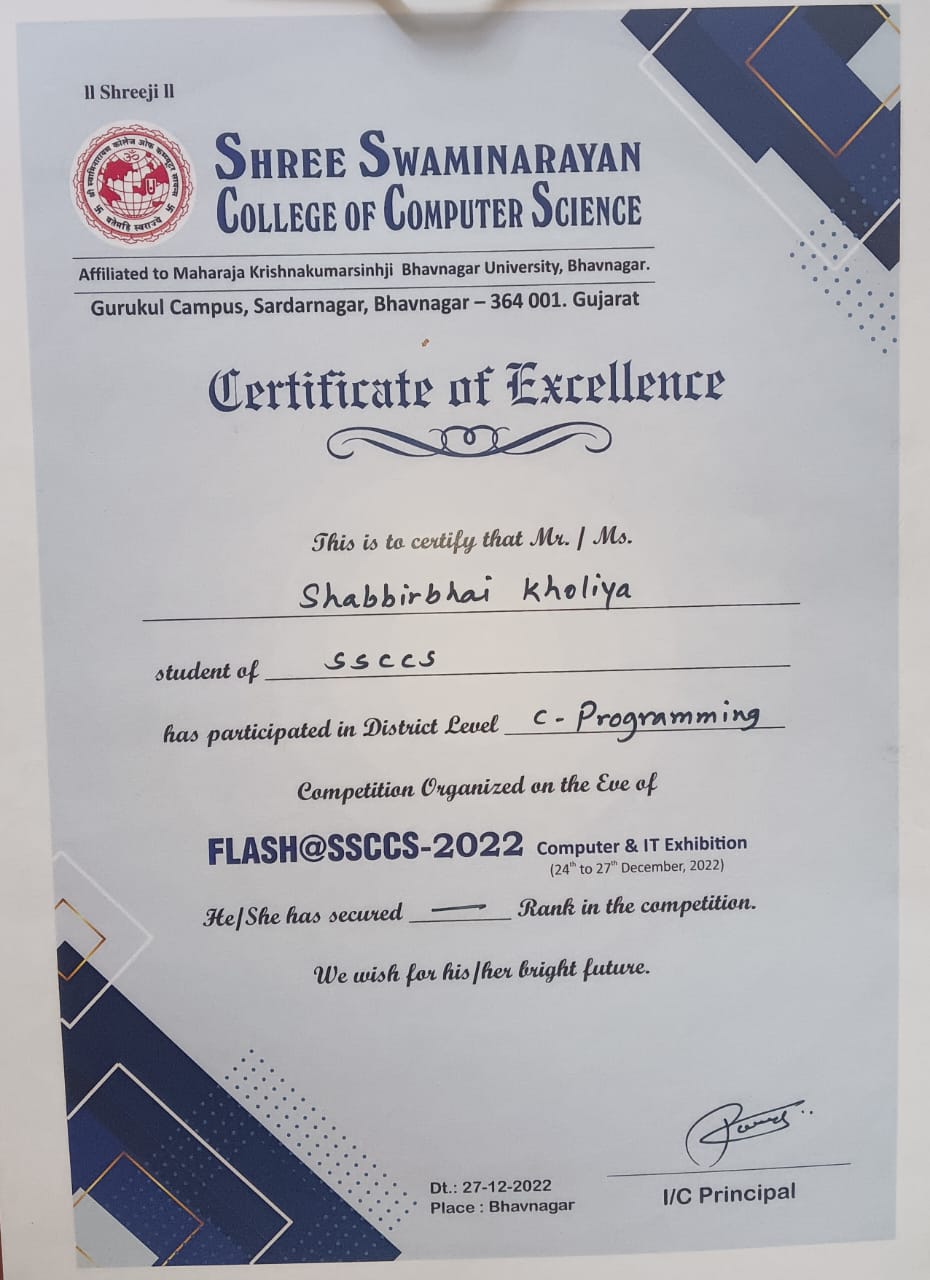 ll Shreeji ll
SHREE SWAMINARAYAN
COLLEGE OF COMPUTER SCIENCE
Affiliated to Maharaja Krishnakumarsinhji Bhavnagar University, Bhavnagar.
Gurukul Campus, Sardarnagar, Bhavnagar – 364 001. Gujarat
Certificate of Excellence
This is to certify that Mr. / Ms.
Shabbirbhai Kholiya
student of SSCCS
has participated in District Level C - Programming
Competition Organized on the Eve of
FLASH@SSCCS-2022 Computer & IT Exhibition
(24th to 27th December, 2022)
He/She has secured — Rank in the competition.
We wish for his/her bright future.
Dt.: 27-12-2022
Place : Bhavnagar
I/C Principal